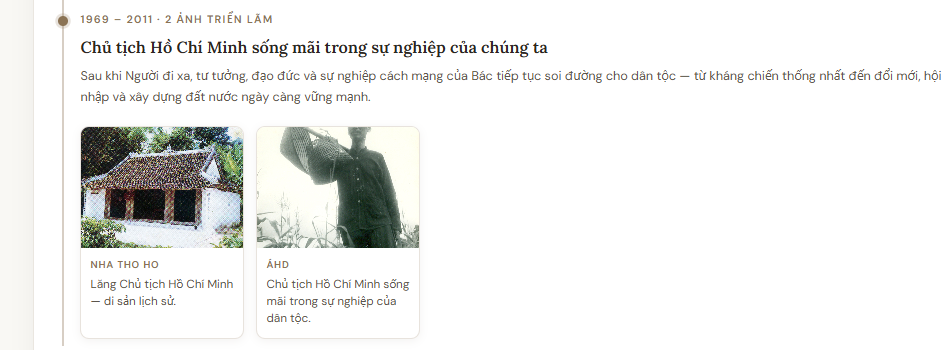 1969 – 2011 · 2 ẢNH TRIỂN LÃM
Chủ tịch Hồ Chí Minh sống mãi trong sự nghiệp của chúng ta
Sau khi Người đi xa, tư tưởng, đạo đức và sự nghiệp cách mạng của Bác tiếp tục soi đường cho dân tộc — từ kháng chiến thống nhất đến đổi mới, hội
nhập và xây dựng đất nước ngày càng vững mạnh.
NHA THO HO
Lăng Chủ tịch Hồ Chí Minh
— di sản lịch sử.
ẢHD
Chủ tịch Hồ Chí Minh sống
mãi trong sự nghiệp của
dân tộc.